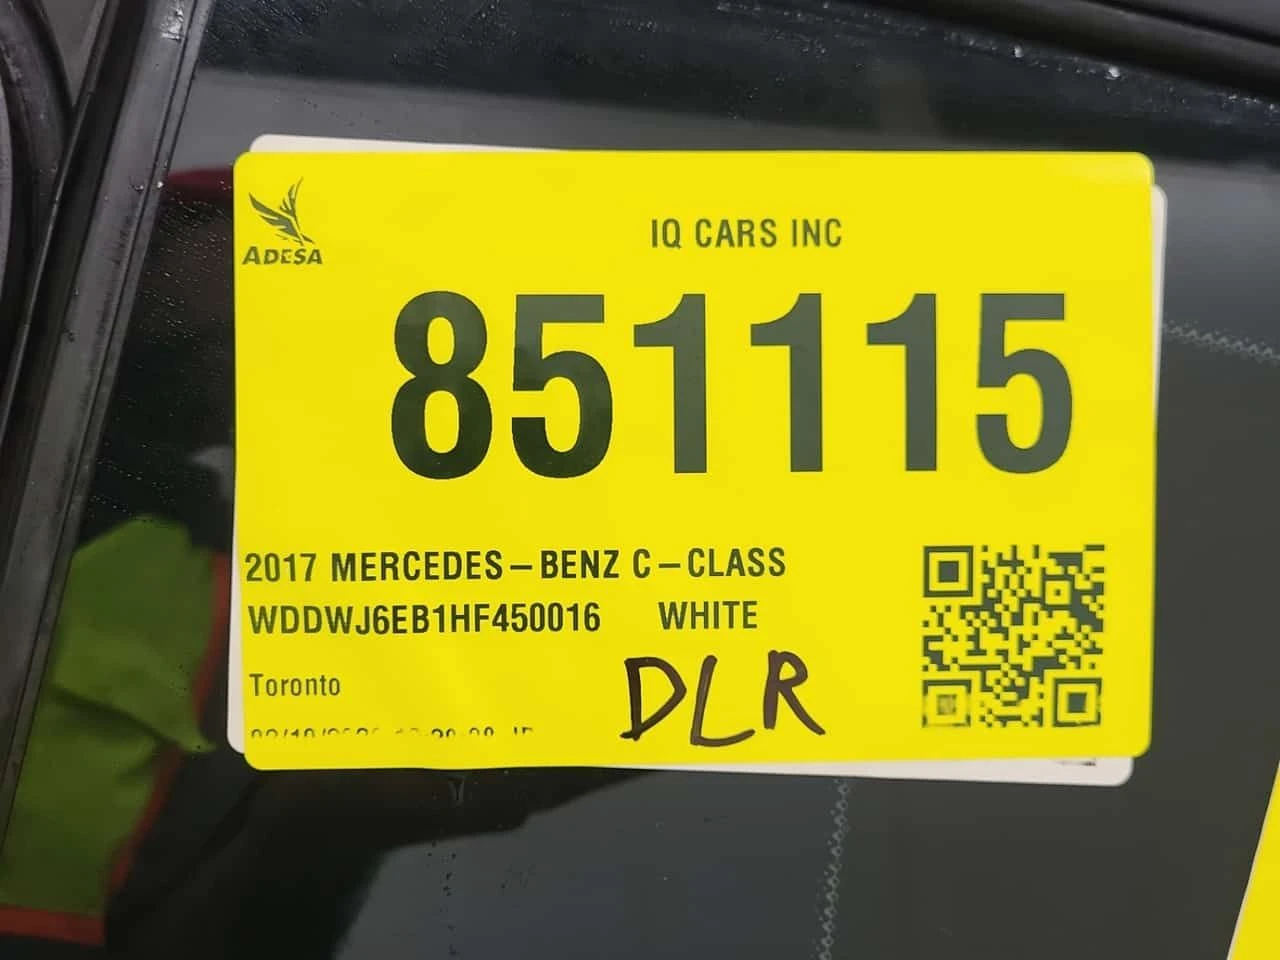 ADESA
IQ CARS INC
851115
2017 MERCEDES-BENZ C-CLASS
WDDWJ6EB1HF450016 WHITE
Toronto
DLR